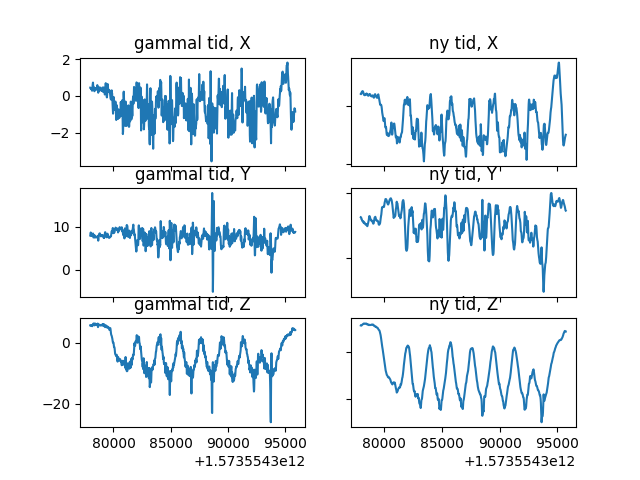 gammal tid, X
ny tid, X
2
0
−2
gammal tid, Y
ny tid, Y
10
0
gammal tid, Z
ny tid, Z
0
−20
80000 85000 90000 95000
80000 85000 90000 95000
+1.5735543e12
+1.5735543e12